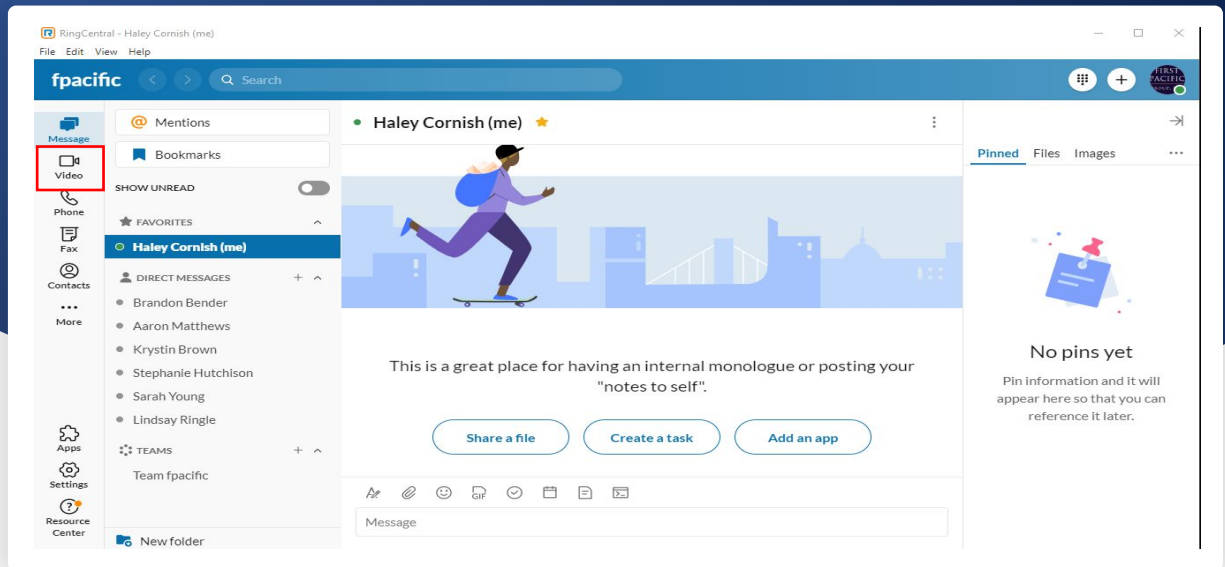 RingCentral - Haley Cornish (me)
File Edit View Help
fpacific
Search
FIRST
PACIFIC
Message
Video
Phone
Fax
Contacts
More
Apps
Settings
Resource
Center
@ Mentions
Bookmarks
SHOW UNREAD
FAVORITES
Haley Cornish (me)
DIRECT MESSAGES
Brandon Bender
Aaron Matthews
Krystin Brown
Stephanie Hutchison
Sarah Young
Lindsay Ringle
TEAMS
Team fpacific
New folder
Haley Cornish (me)
This is a great place for having an internal monologue or posting your
"notes to self".
Share a file Create a task Add an app
GIF
Message
Pinned Files Images
No pins yet
Pin information and it will
appear here so that you can
reference it later.